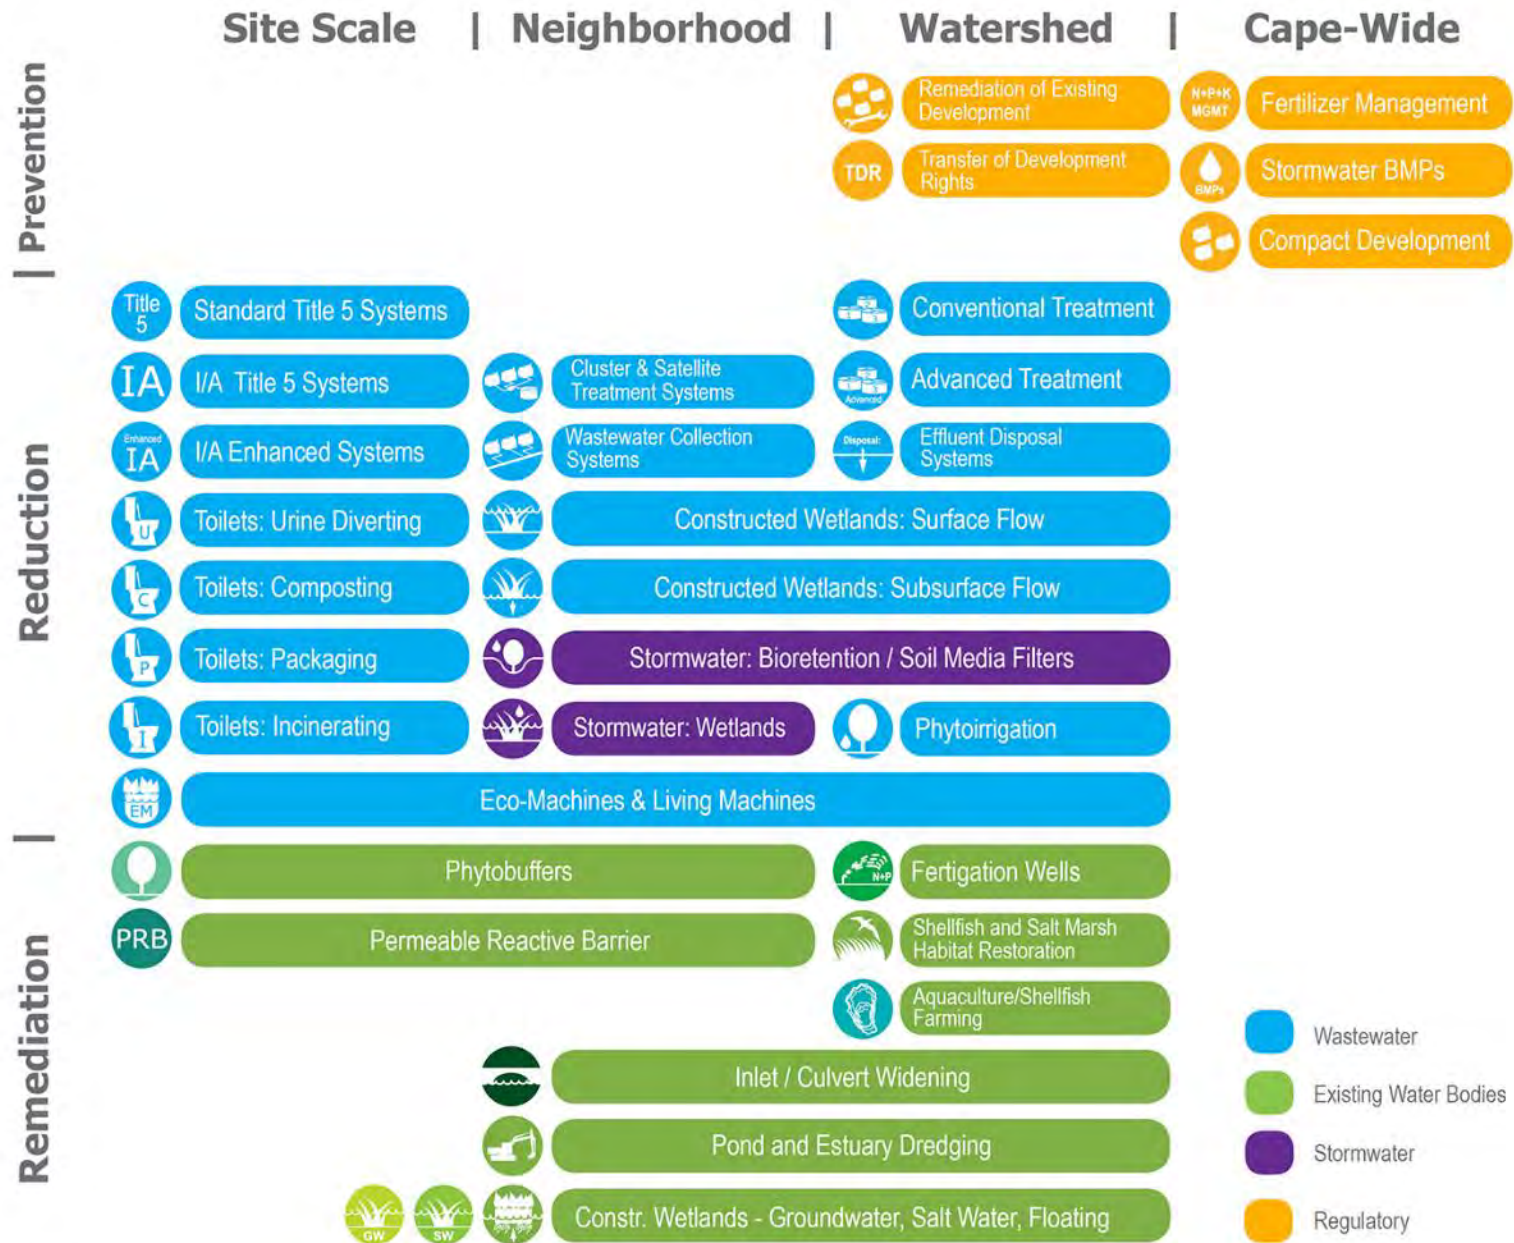 Site Scale | Neighborhood | Watershed | Cape-Wide
| Prevention
Remediation of Existing
Development
N+P+K
MGMT
Fertilizer Management
TDR
Transfer of Development
Rights
BMPs
Stormwater BMPs
Compact Development
| Reduction
Title
5
Standard Title 5 Systems
Conventional Treatment
IA
I/A Title 5 Systems
Cluster & Satellite
Treatment Systems
Advanced
Advanced Treatment
Enhanced
IA
I/A Enhanced Systems
Wastewater Collection
Systems
Disposal:
Effluent Disposal
Systems
U
Toilets: Urine Diverting
Constructed Wetlands: Surface Flow
C
Toilets: Composting
Constructed Wetlands: Subsurface Flow
P
Toilets: Packaging
Stormwater: Bioretention / Soil Media Filters
I
Toilets: Incinerating
Stormwater: Wetlands
Phytoirrigation
EM
Eco-Machines & Living Machines
Remediation
Phytobuffers
N+P
Fertigation Wells
PRB
Permeable Reactive Barrier
Shellfish and Salt Marsh
Habitat Restoration
Aquaculture/Shellfish
Farming
Inlet / Culvert Widening
Pond and Estuary Dredging
GW
SW
Constr. Wetlands - Groundwater, Salt Water, Floating
Wastewater
Existing Water Bodies
Stormwater
Regulatory